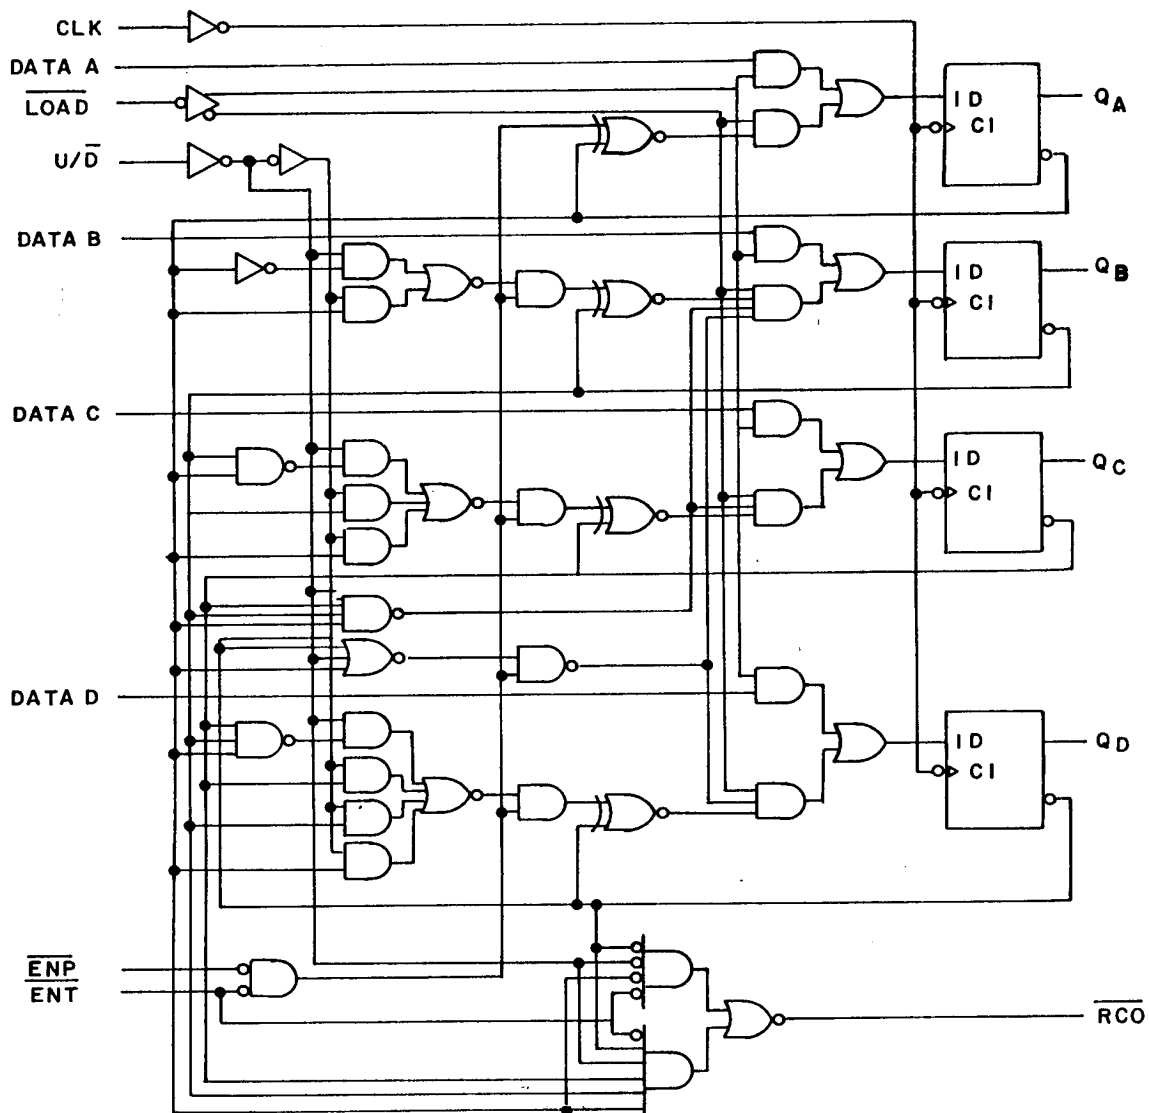 CLK
DATA A
LOAD
U/D
DATA B
DATA C
DATA D
ENP
ENT
1D
C1
QA
1D
C1
QB
1D
C1
QC
1D
C1
QD
RCO